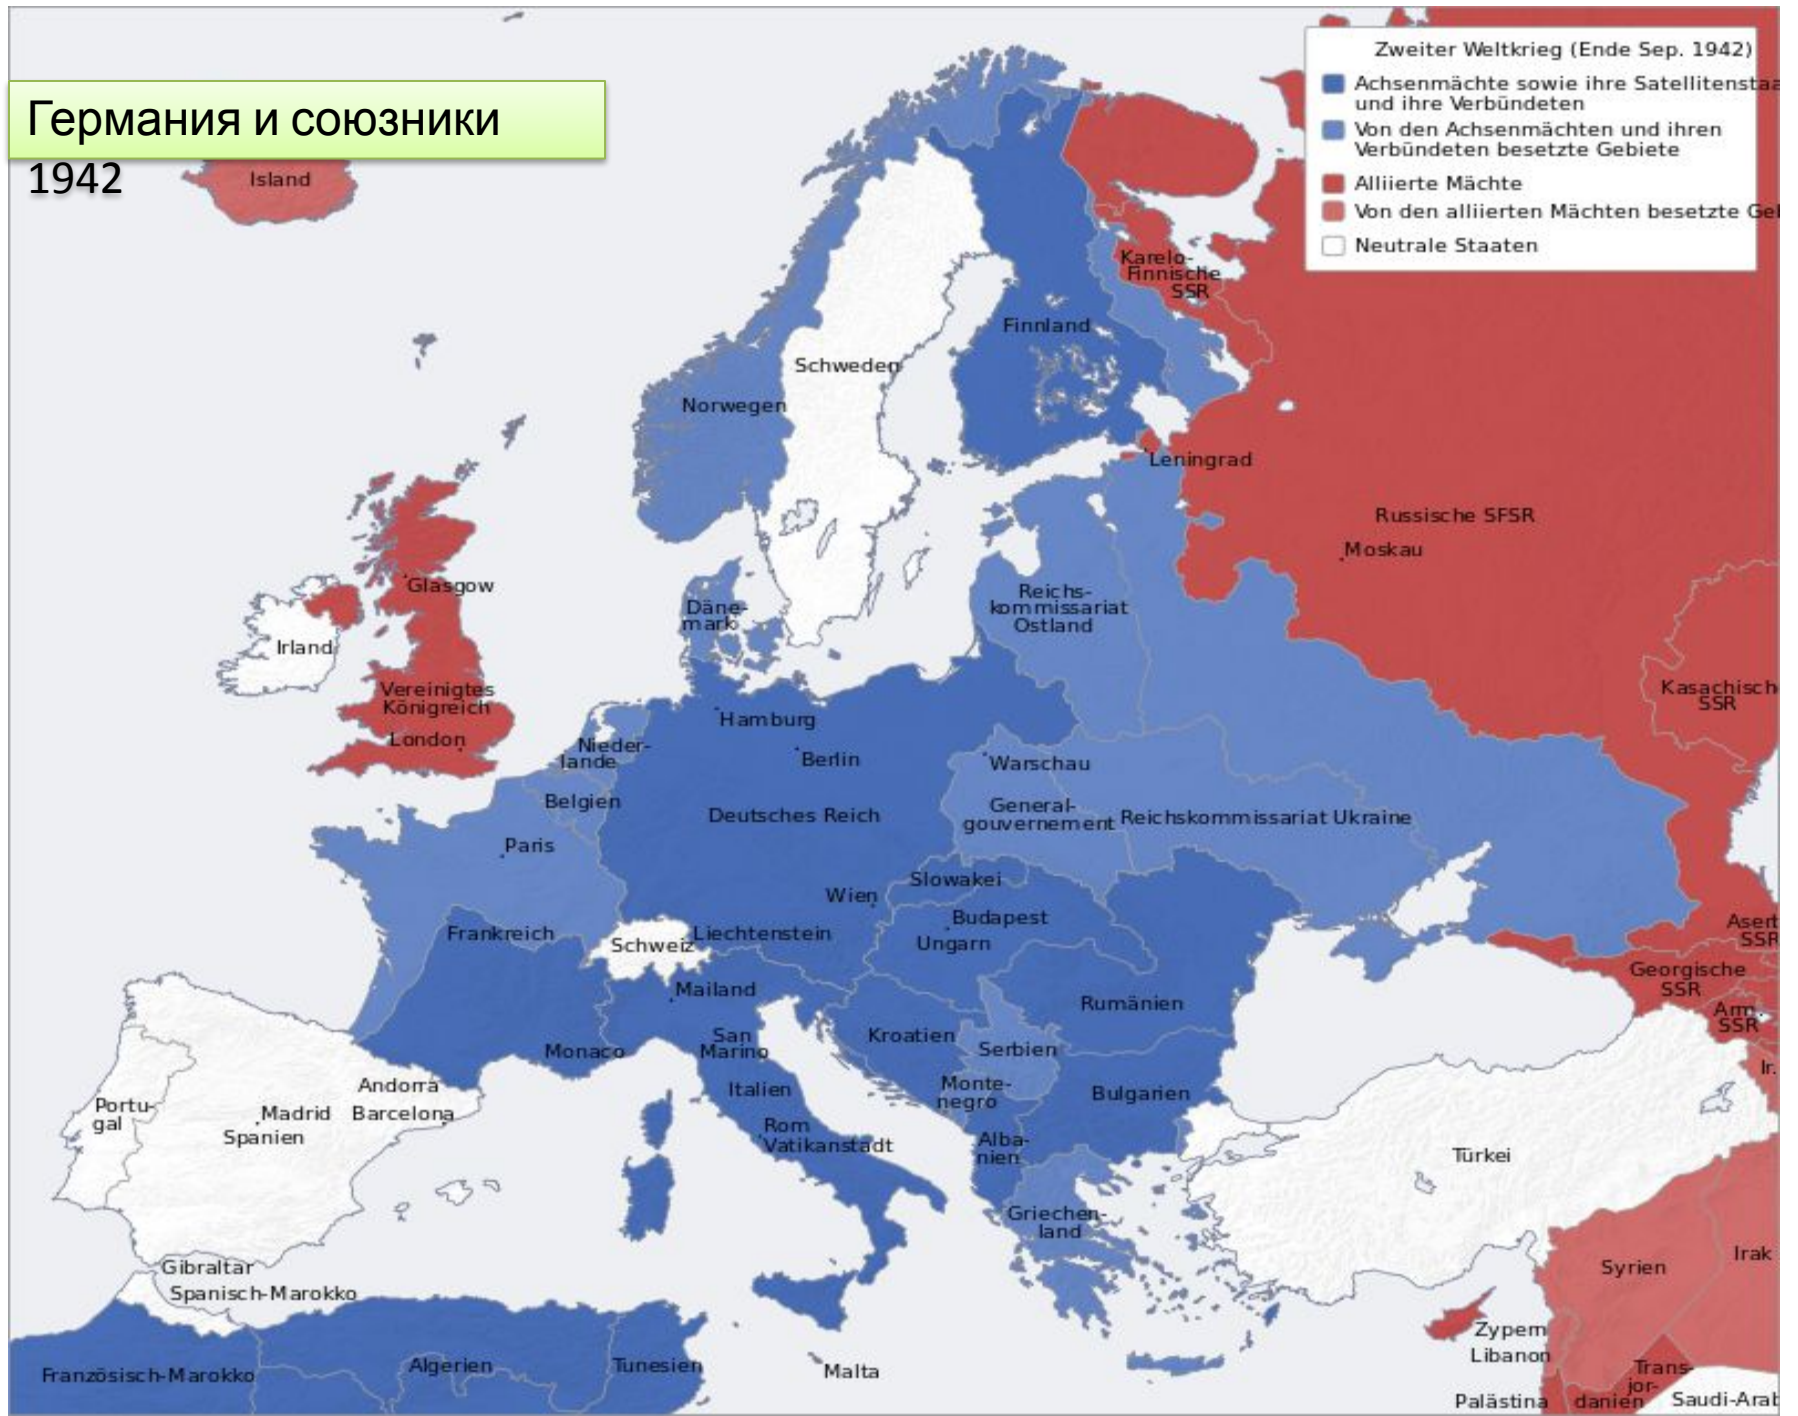 Германия и союзники
1942
Zweiter Weltkrieg (Ende Sep. 1942)
Achsenmächte sowie ihre Satellitenstaa
und ihre Verbündeten
Von den Achsenmächten und ihren
Verbündeten besetzte Gebiete
Alliierte Mächte
Von den alliierten Mächten besetzte Gel
Neutrale Staaten
Island
Karelo-
Finnische
SSR
Finnland
Schweden
Norwegen
Leningrad
Russische SFSR
Moskau
Glasgow
Irland
Vereinigtes
Königreich
London
Däne-
mark
Reichs-
kommissariat
Ostland
Kasachisch
SSR
Hamburg
Berlin
Nieder-
lande
Belgien
Warschau
General-
gouvernement
Reichskommissariat Ukraine
Deutsches Reich
Paris
Slowakei
Wien
Budapest
Ungarn
Frankreich
Schweiz
Liechtenstein
Aserb
SSR
Georgische
SSR
Arm.
SSR
Ir.
Mailand
Rumänien
San
Marino
Monaco
Kroatien
Serbien
Monte-
negro
Bulgarien
Italien
Andorra
Barcelona
Madrid
Spanien
Portu-
gal
Rom
Vatikanstadt
Alba-
nien
Türkei
Griechen-
land
Gibraltar
Spanisch-Marokko
Syrien
Irak
Zypern
Libanon
Französisch-Marokko
Algerien
Tunesien
Malta
Trans-
jor-
danien
Palästina
Saudi-Arab